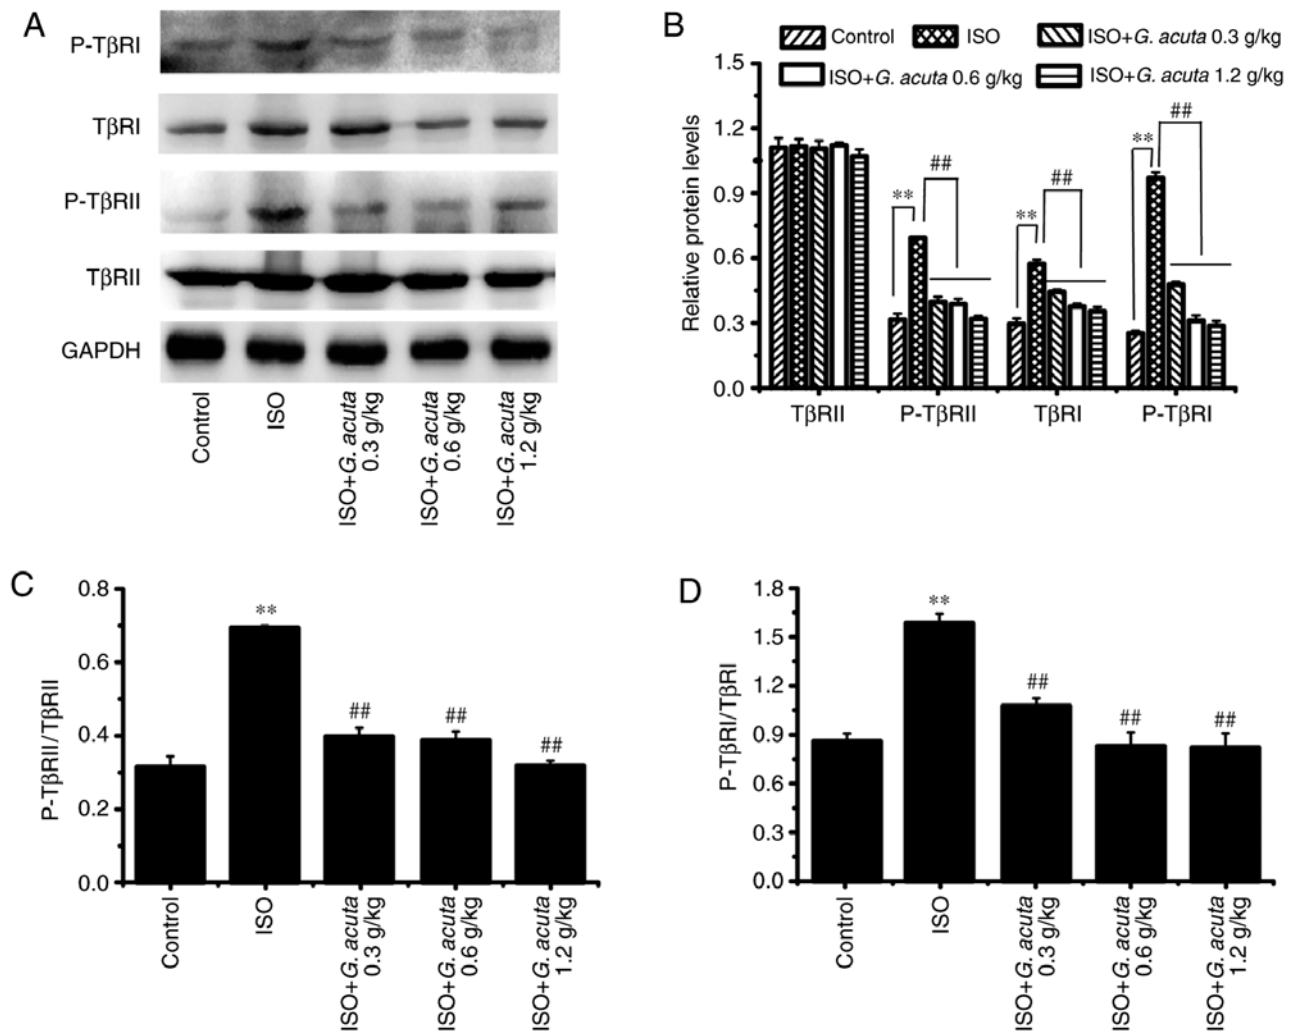 A
P-TβRI
TβRI
P-TβRII
TβRII
GAPDH
Control
ISO
ISO+G. acuta
0.3 g/kg
ISO+G. acuta
0.6 g/kg
ISO+G. acuta
1.2 g/kg
B
Control
ISO
ISO+G. acuta 0.3 g/kg
ISO+G. acuta 0.6 g/kg
ISO+G. acuta 1.2 g/kg
Relative protein levels
1.5
1.2
0.9
0.6
0.3
0.0
**
##
**
##
**
##
TβRII
P-TβRII
TβRI
P-TβRI
C
P-TβRII/TβRII
0.8
0.6
0.4
0.2
0.0
**
##
##
##
Control
ISO
ISO+G. acuta
0.3 g/kg
ISO+G. acuta
0.6 g/kg
ISO+G. acuta
1.2 g/kg
D
P-TβRI/TβRI
1.8
1.5
1.2
0.9
0.6
0.3
0.0
**
##
##
##
Control
ISO
ISO+G. acuta
0.3 g/kg
ISO+G. acuta
0.6 g/kg
ISO+G. acuta
1.2 g/kg